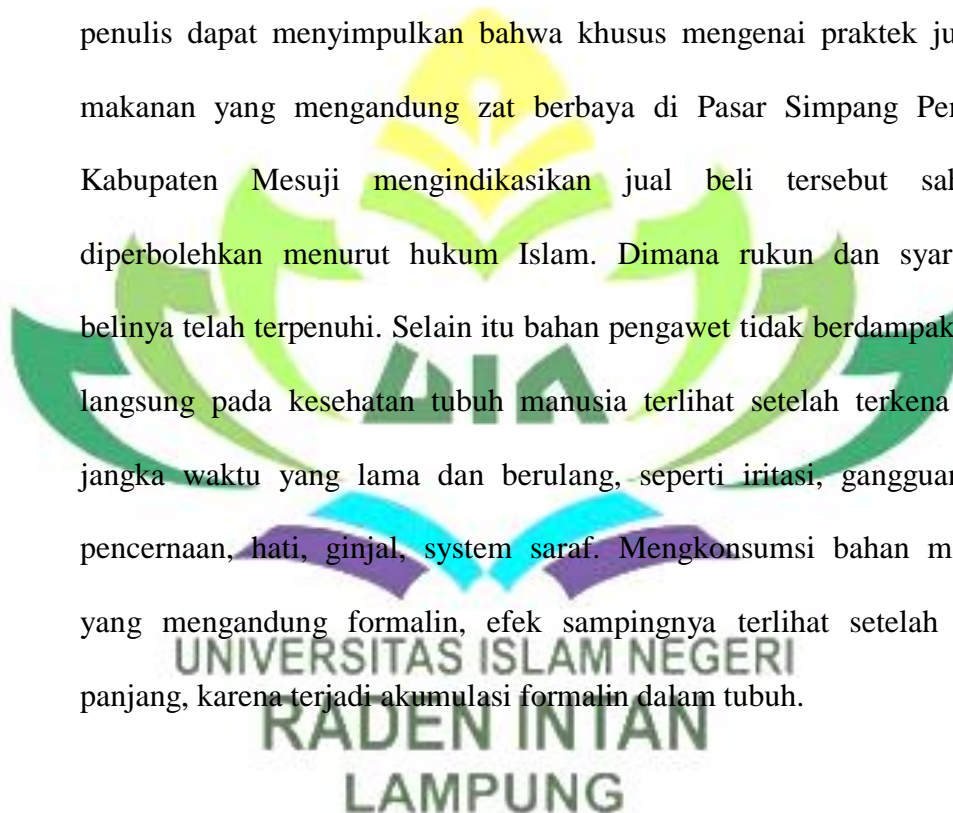 penulis dapat menyimpulkan bahwa khusus mengenai praktek ju
makanan yang mengandung zat berbaya di Pasar Simpang Per
Kabupaten Mesuji mengindikasikan jual beli tersebut sal
diperbolehkan menurut hukum Islam. Dimana rukun dan syar
belinya telah terpenuhi. Selain itu bahan pengawet tidak berdampak
langsung pada kesehatan tubuh manusia terlihat setelah terkena
jangka waktu yang lama dan berulang, seperti iritasi, gangguan
pencernaan, hati, ginjal, system saraf. Mengkonsumsi bahan m
yang mengandung formalin, efek sampingnya terlihat setelah
panjang, karena terjadi akumulasi formalin dalam tubuh.
UIN
UNIVERSITAS ISLAM NEGERI
RADEN INTAN
LAMPUNG